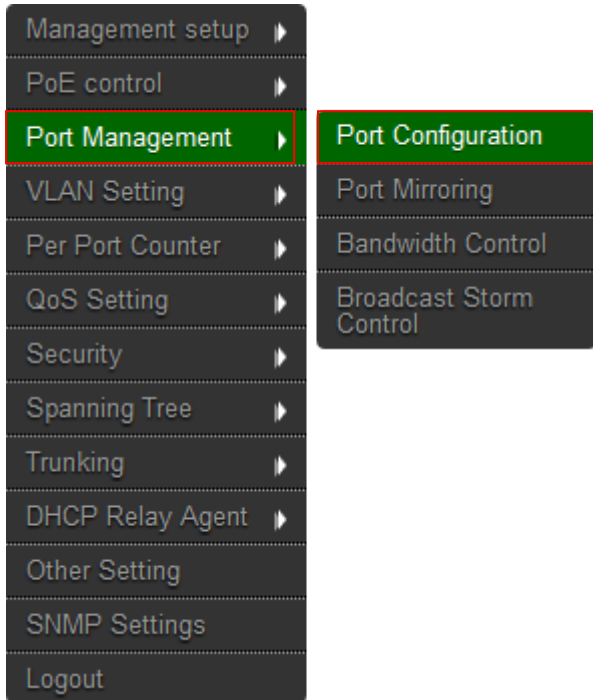 Management setup
PoE control
Port Management
VLAN Setting
Per Port Counter
QoS Setting
Security
Spanning Tree
Trunking
DHCP Relay Agent
Other Setting
SNMP Settings
Logout
Port Configuration
Port Mirroring
Bandwidth Control
Broadcast Storm
Control